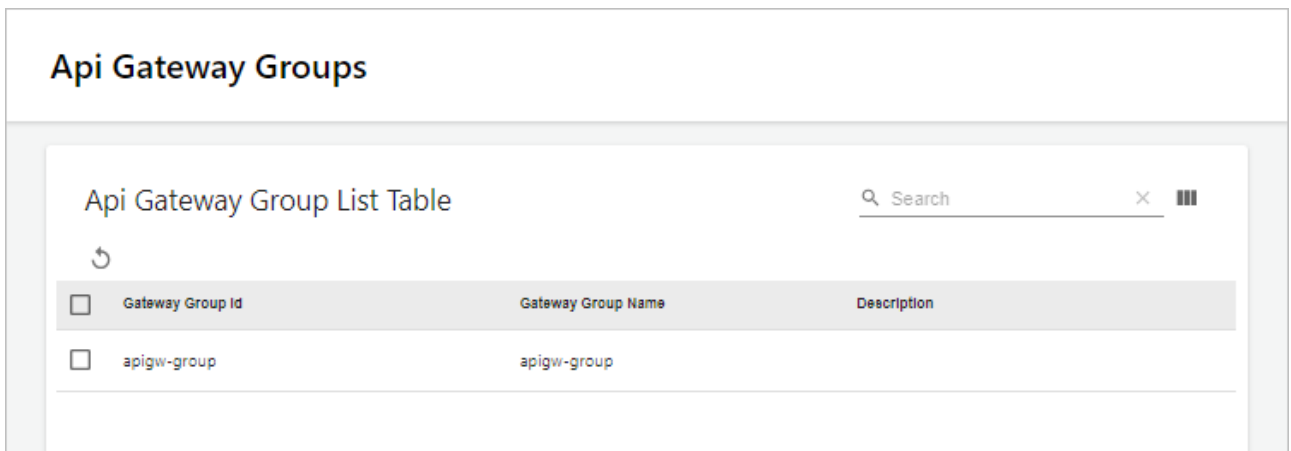 Api Gateway Groups
Api Gateway Group List Table
Search
Gateway Group Id Gateway Group Name Description
apigw-group apigw-group